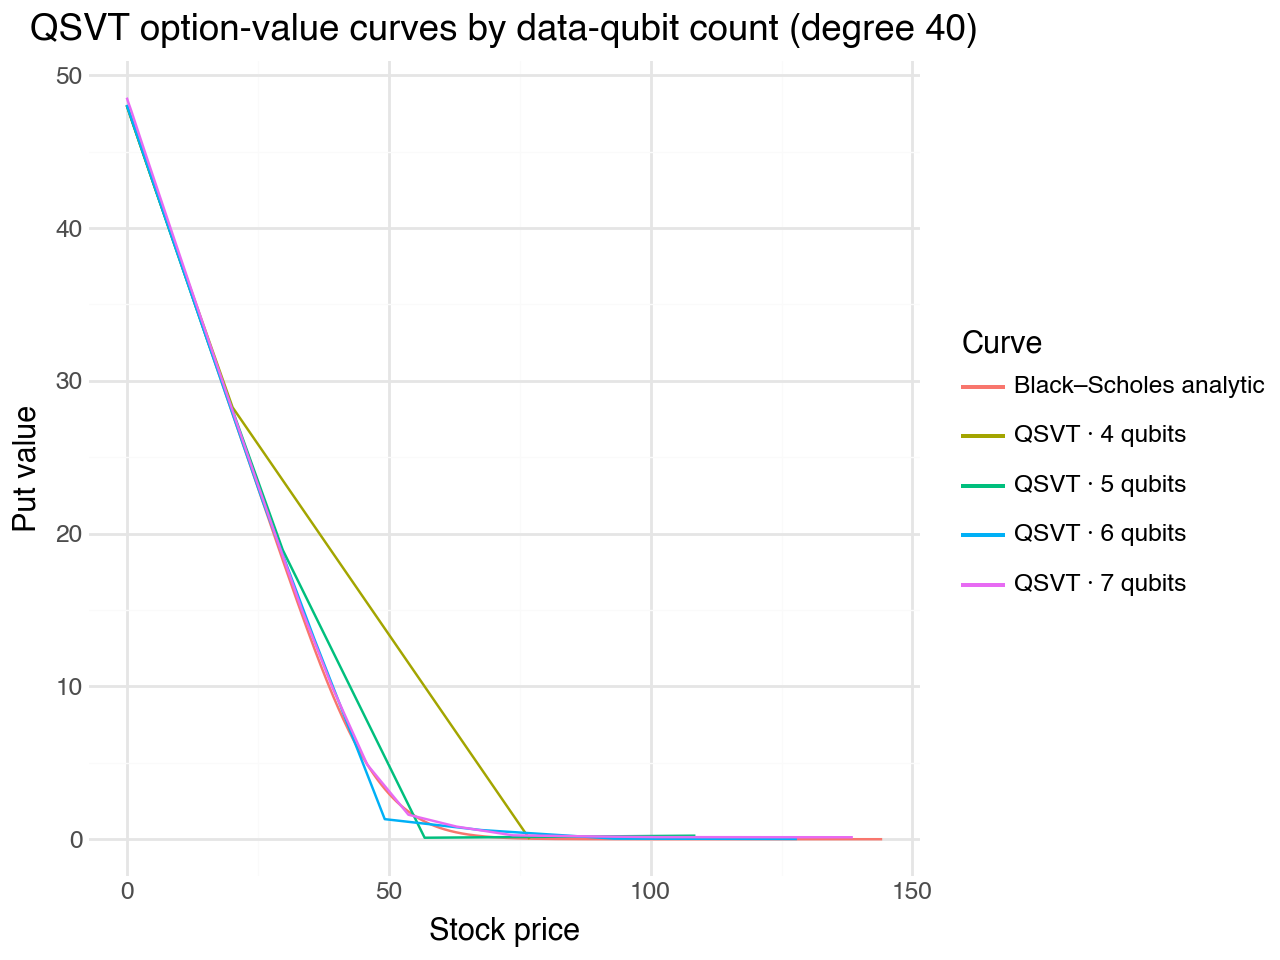 QSVT option-value curves by data-qubit count (degree 40)
50
40
30
20
10
0
Put value
0
50
100
150
Stock price
Curve
Black–Scholes analytic
QSVT · 4 qubits
QSVT · 5 qubits
QSVT · 6 qubits
QSVT · 7 qubits